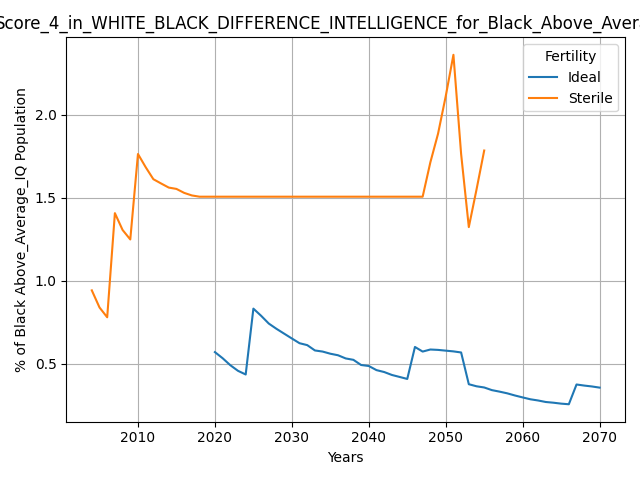 Score_4_in_WHITE_BLACK_DIFFERENCE_INTELLIGENCE_for_Black_Above_Avera
Fertility
Ideal
Sterile
% of Black Above_Average_IQ Population
2.0
1.5
1.0
0.5
2010 2020 2030 2040 2050 2060 2070
Years